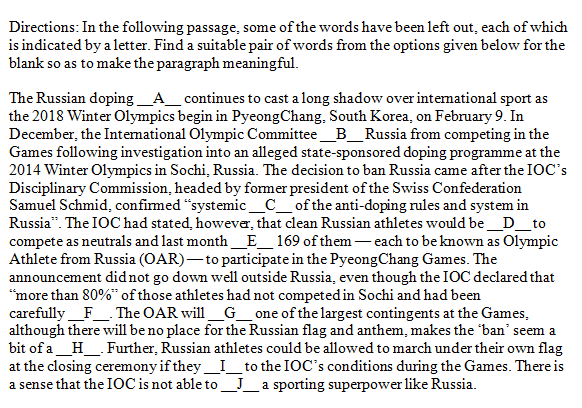 Directions: In the following passage, some of the words have been left out, each of which
is indicated by a letter. Find a suitable pair of words from the options given below for the
blank so as to make the paragraph meaningful.
The Russian doping __A__ continues to cast a long shadow over international sport as
the 2018 Winter Olympics begin in PyeongChang, South Korea, on February 9. In
December, the International Olympic Committee __B__ Russia from competing in the
Games following investigation into an alleged state-sponsored doping programme at the
2014 Winter Olympics in Sochi, Russia. The decision to ban Russia came after the IOC’s
Disciplinary Commission, headed by former president of the Swiss Confederation
Samuel Schmid, confirmed “systemic __C__ of the anti-doping rules and system in
Russia”. The IOC had stated, however, that clean Russian athletes would be __D__ to
compete as neutrals and last month __E__ 169 of them — each to be known as Olympic
Athlete from Russia (OAR) — to participate in the PyeongChang Games. The
announcement did not go down well outside Russia, even though the IOC declared that
“more than 80%” of those athletes had not competed in Sochi and had been
carefully __F__. The OAR will __G__ one of the largest contingents at the Games,
although there will be no place for the Russian flag and anthem, makes the ‘ban’ seem a
bit of a __H__. Further, Russian athletes could be allowed to march under their own flag
at the closing ceremony if they __I__ to the IOC’s conditions during the Games. There is
a sense that the IOC is not able to __J__ a sporting superpower like Russia.